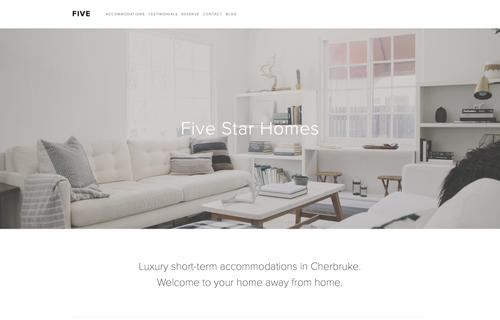 FIVE
ACCOMMODATIONS TESTIMONIALS RESERVE CONTACT BLOG
Five Star Homes
Luxury short-term accommodations in Cherbruke.
Welcome to your home away from home.